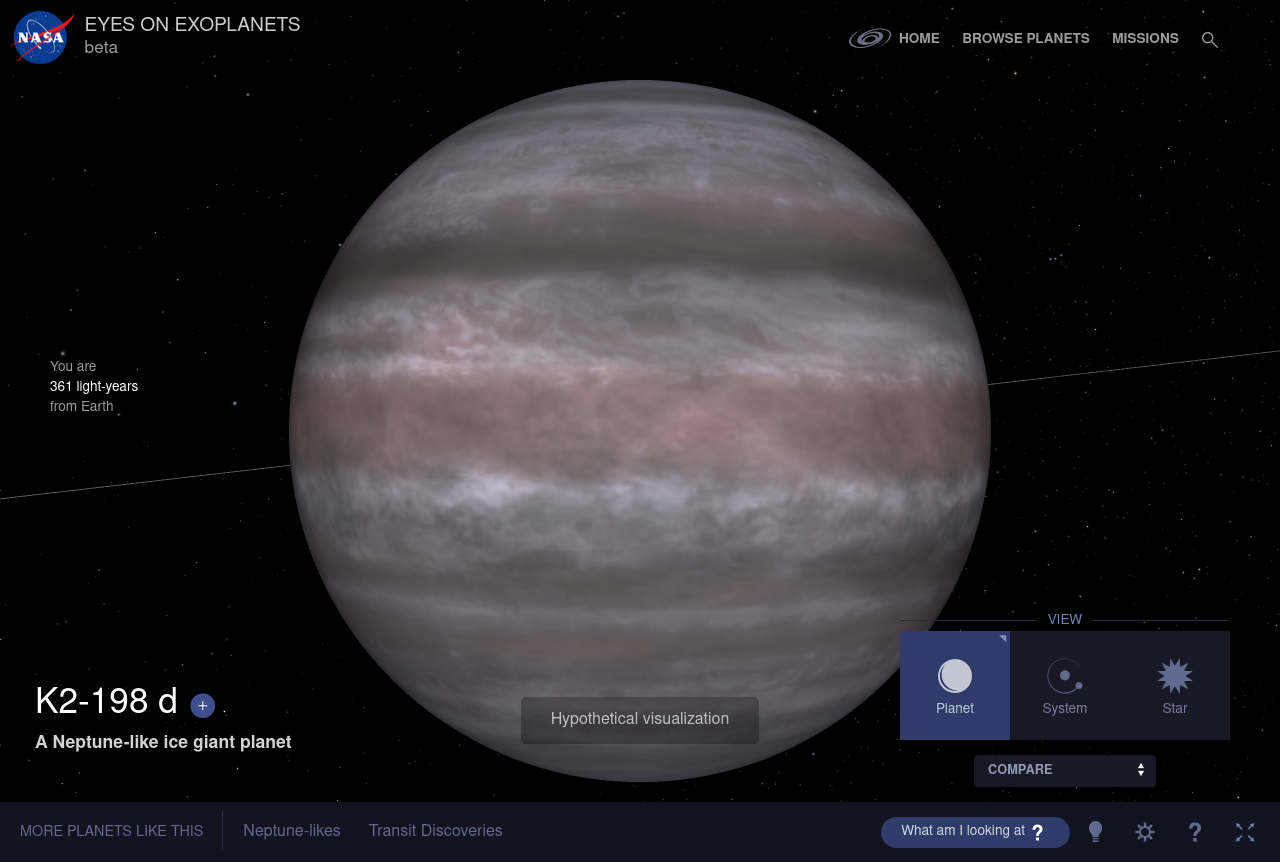 NASA
EYES ON EXOPLANETS
beta
HOME
BROWSE PLANETS
MISSIONS
You are
361 light-years
from Earth
VIEW
Planet
System
Star
K2-198 d +
A Neptune-like ice giant planet
Hypothetical visualization
COMPARE
MORE PLANETS LIKE THIS
Neptune-likes
Transit Discoveries
What am I looking at ?
?